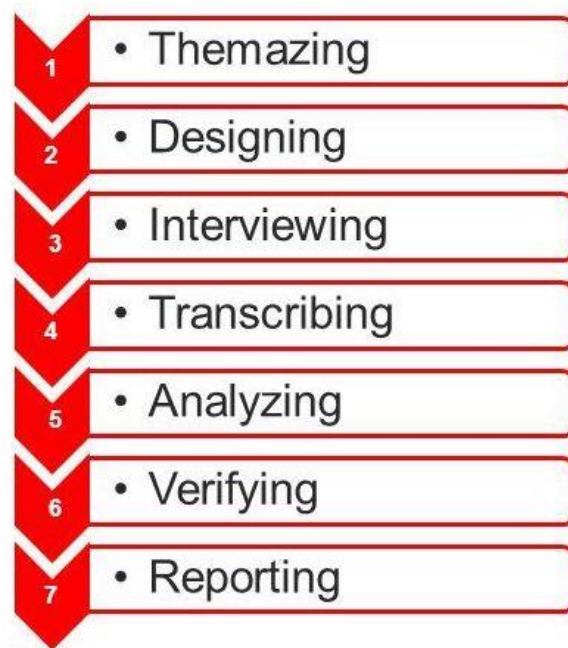 1 • Themazing
2 • Designing
3 • Interviewing
4 • Transcribing
5 • Analyzing
6 • Verifying
7 • Reporting